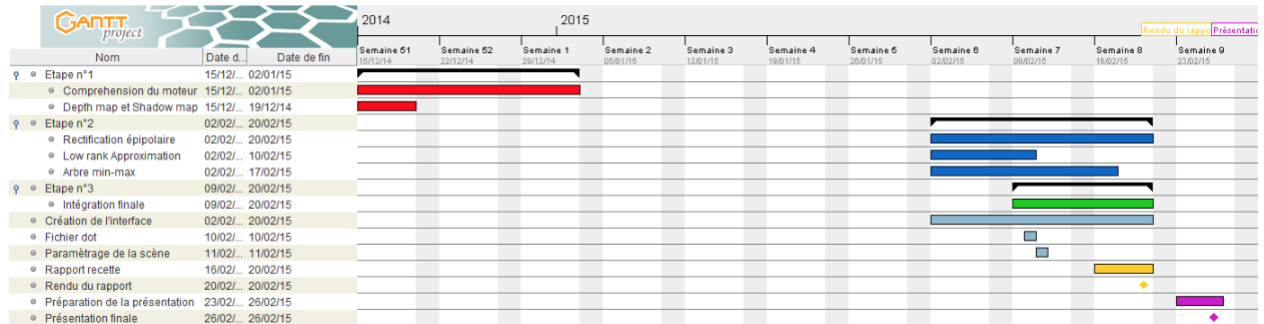 GANTT
project
2014 2015
Rendu du rappo Présentatio
Nom Date d... Date de fin
Semaine 51 Semaine 52 Semaine 1 Semaine 2 Semaine 3 Semaine 4 Semaine 5 Semaine 6 Semaine 7 Semaine 8 Semaine 9
15/12/14 22/12/14 29/12/14 05/01/15 12/01/15 19/01/15 26/01/15 02/02/15 09/02/15 16/02/15 23/02/15
Etape n°1 15/12/... 02/01/15
Comprehension du moteur 15/12/... 02/01/15
Depth map et Shadow map 15/12/... 19/12/14
Etape n°2 02/02/... 20/02/15
Rectification épipolaire 02/02/... 20/02/15
Low rank Approximation 02/02/... 10/02/15
Arbre min-max 02/02/... 17/02/15
Etape n°3 09/02/... 20/02/15
Intégration finale 09/02/... 20/02/15
Création de l'interface 02/02/... 20/02/15
Fichier dot 10/02/... 10/02/15
Paramètrage de la scène 11/02/... 11/02/15
Rapport recette 16/02/... 20/02/15
Rendu du rapport 20/02/... 20/02/15
Préparation de la présentation 23/02/... 26/02/15
Présentation finale 26/02/... 26/02/15